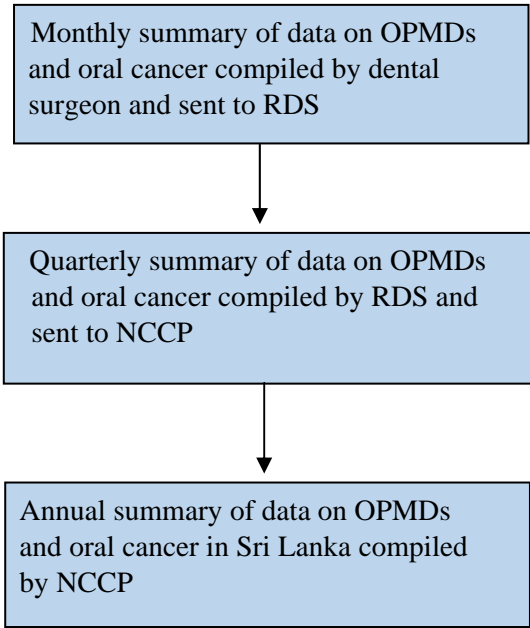 Monthly summary of data on OPMDs
and oral cancer compiled by dental
surgeon and sent to RDS
Quarterly summary of data on OPMDs
and oral cancer compiled by RDS and
sent to NCCP
Annual summary of data on OPMDs
and oral cancer in Sri Lanka compiled
by NCCP